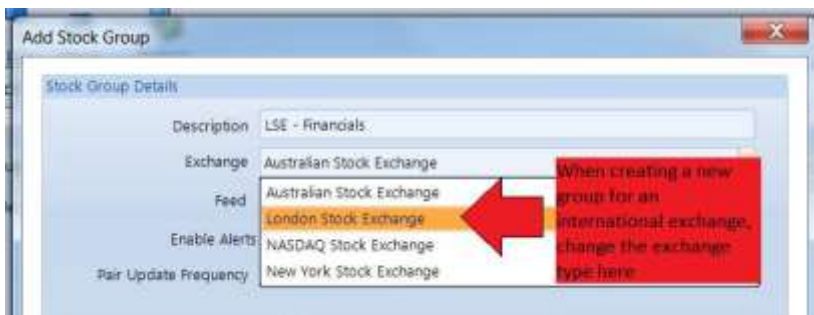 Add Stock Group
X
Stock Group Details
Description LSE - Financials
Exchange Australian Stock Exchange
Feed
Australian Stock Exchange
London Stock Exchange
Enable Alerts
NASDAQ Stock Exchange
Pair Update Frequency
New York Stock Exchange
When creating a new
group for an
international exchange,
change the exchange
type here